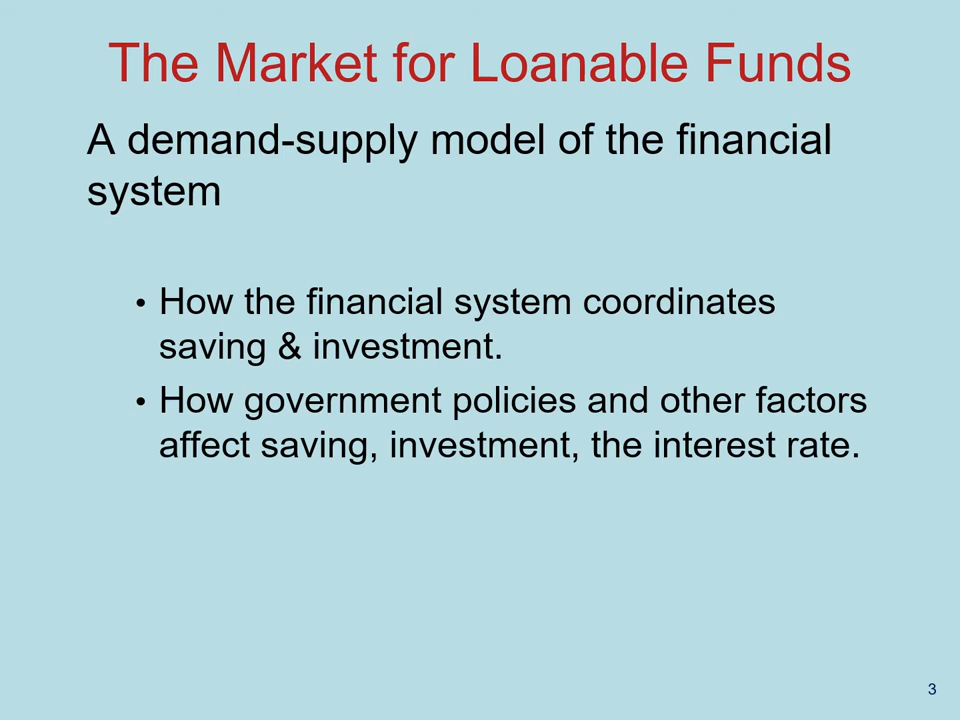 The Market for Loanable Funds
A demand-supply model of the financial
system
• How the financial system coordinates
saving & investment.
• How government policies and other factors
affect saving, investment, the interest rate.
3